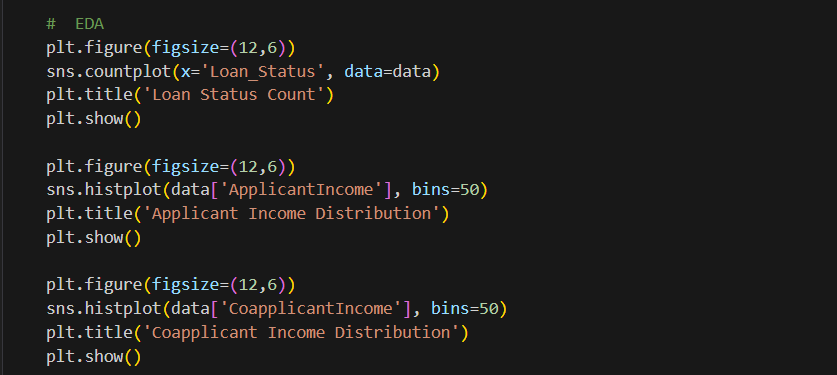 #  EDA
plt.figure(figsize=(12,6))
sns.countplot(x='Loan_Status', data=data)
plt.title('Loan Status Count')
plt.show()
plt.figure(figsize=(12,6))
sns.histplot(data['ApplicantIncome'], bins=50)
plt.title('Applicant Income Distribution')
plt.show()
plt.figure(figsize=(12,6))
sns.histplot(data['CoapplicantIncome'], bins=50)
plt.title('Coapplicant Income Distribution')
plt.show()